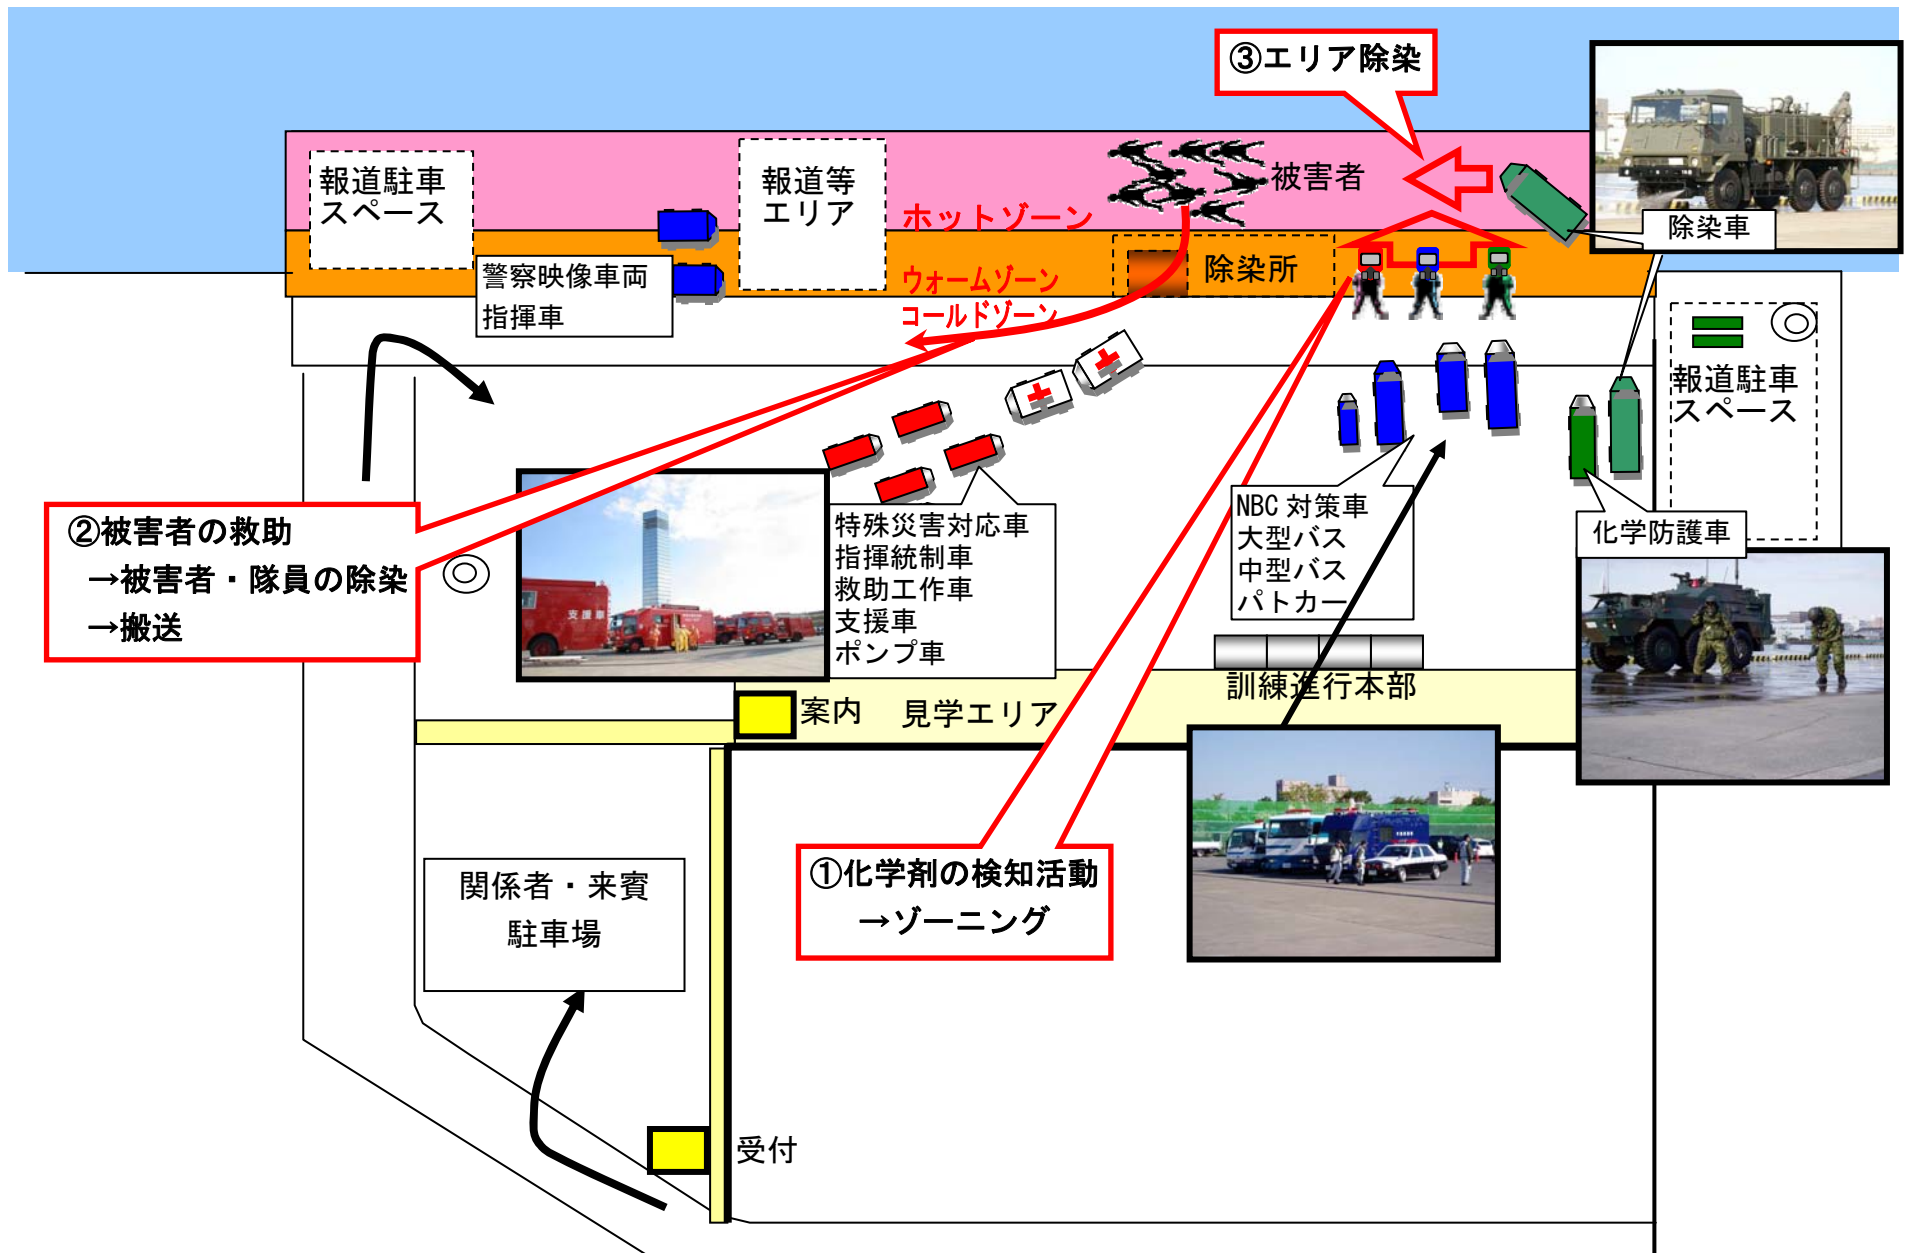 ③エリア除染
報道駐車
スペース
報道等
エリア
被害者
ホットゾーン
除染車
警察映像車両
指揮車
ウォームゾーン
コールドゾーン
除染所
報道駐車
スペース
②被害者の救助
→被害者・隊員の除染
→搬送
支援車
特殊災害対応車
指揮統制車
救助工作車
支援車
ポンプ車
NBC 対策車
大型バス
中型バス
パトカー
化学防護車
訓練進行本部
案内
見学エリア
①化学剤の検知活動
→ゾーニング
関係者・来賓
駐車場
受付